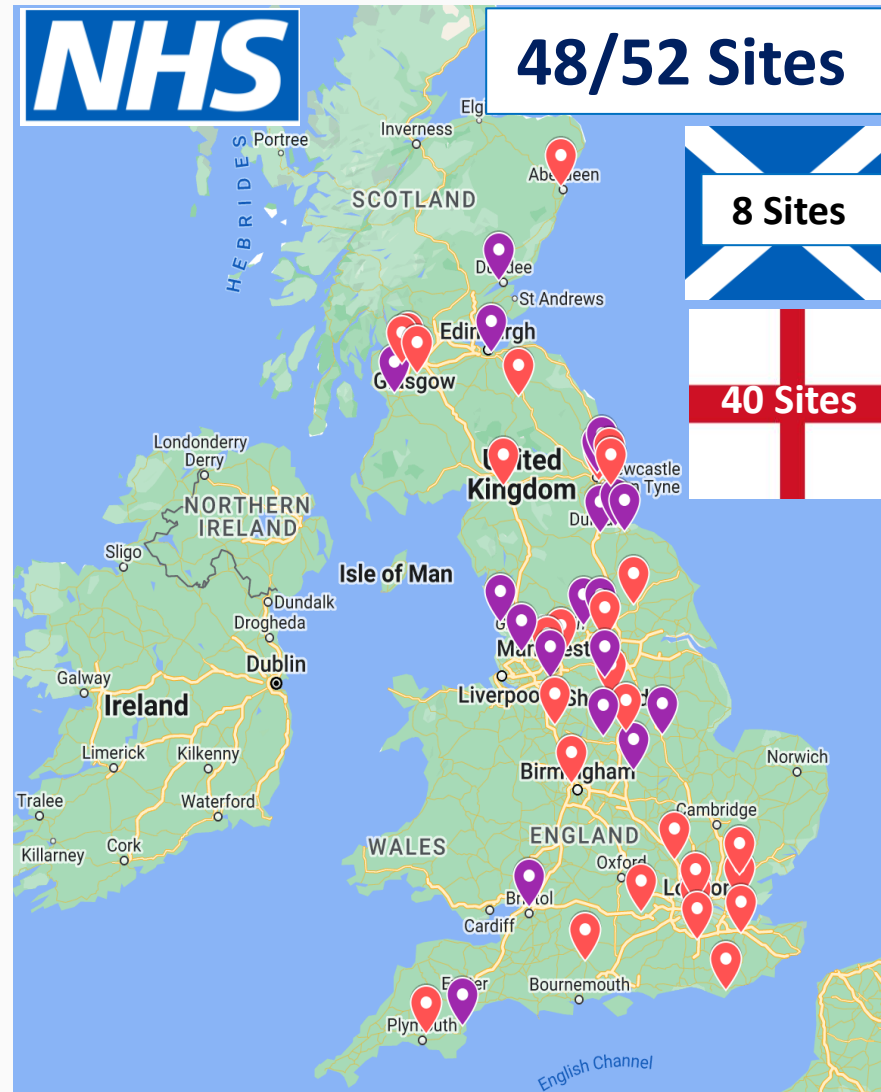 NHS
48/52 Sites
8 Sites
40 Sites
Elg
Inverness
Portree
HEBRIDES
Aberdeen
SCOTLAND
Dundee
St Andrews
Edinburgh
Glasgow
Londonderry
Derry
United
Kingdom
Newcastle
n Tyne
NORTHERN
IRELAND
Sligo
Isle of Man
Dundalk
Drogheda
Dublin
Manchester
Galway
Liverpool
Ireland
Limerick
Kilkenny
Norwich
Birmingham
Tralee
Waterford
Cambridge
Killarney
Cork
WALES
ENGLAND
Oxford
London
Bristol
Cardiff
Exeter
Bournemouth
Plymouth
English Channel